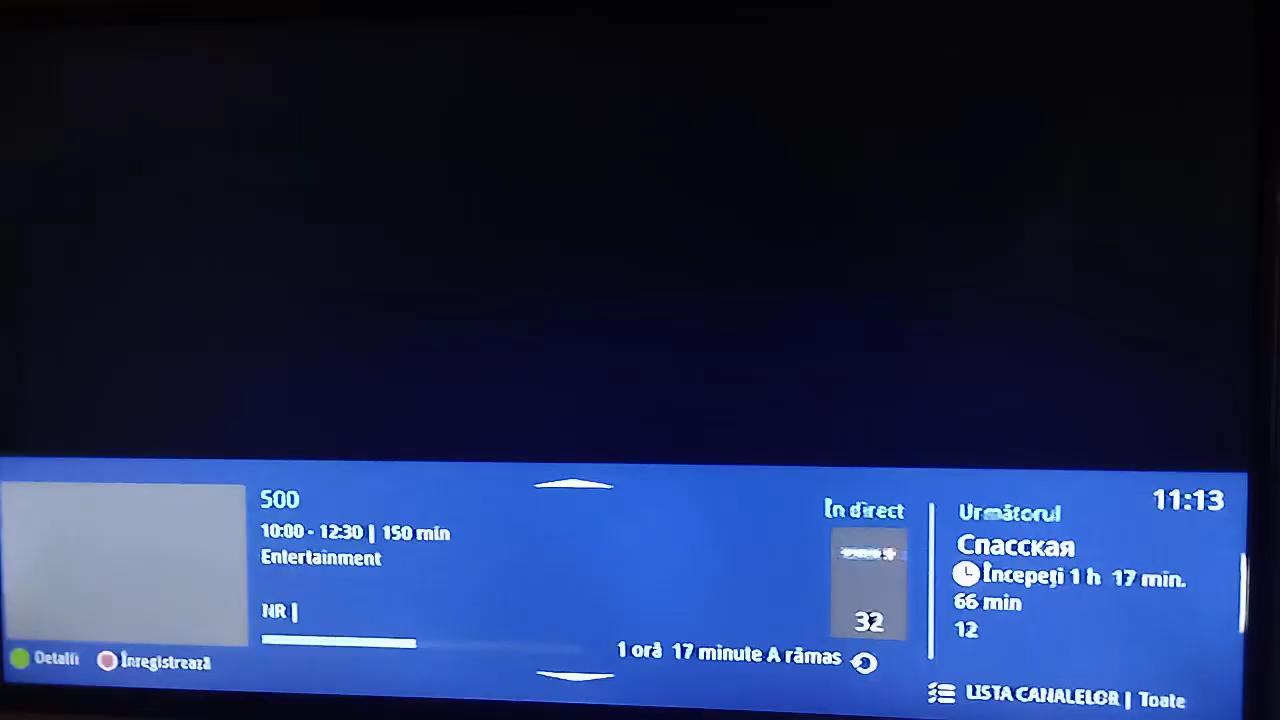 500
10:00 - 12:30 | 150 min
Entertainment
NR |
Detalii
Înregistrează
1 oră 17 minute A rămas
În direct
32
11:13
Următorul
Спасская
Începeți 1 h 17 min.
66 min
12
LISTA CANALELOR | Toate